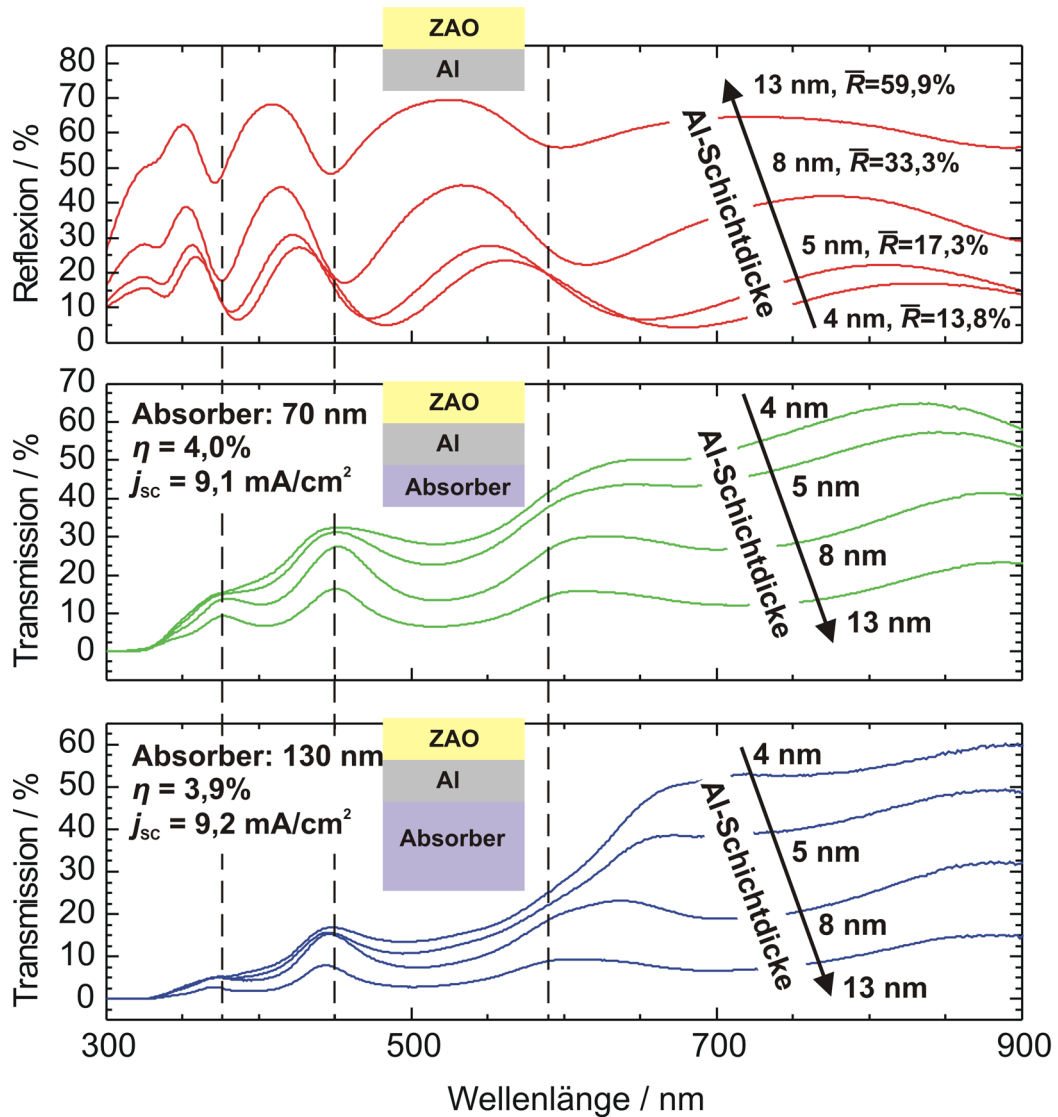 ZAO
Al
Reflexion / %
80
70
60
50
40
30
20
10
0
Al-Schichtdicke
13 nm, R̅=59,9%
8 nm, R̅=33,3%
5 nm, R̅=17,3%
4 nm, R̅=13,8%
Transmission / %
70
60
50
40
30
20
10
0
Absorber: 70 nm
η = 4,0%
jsc = 9,1 mA/cm²
ZAO
Al
Absorber
Al-Schichtdicke
4 nm
5 nm
8 nm
13 nm
Transmission / %
60
50
40
30
20
10
0
Absorber: 130 nm
η = 3,9%
jsc = 9,2 mA/cm²
ZAO
Al
Absorber
Al-Schichtdicke
4 nm
5 nm
8 nm
13 nm
300
500
700
900
Wellenlänge / nm